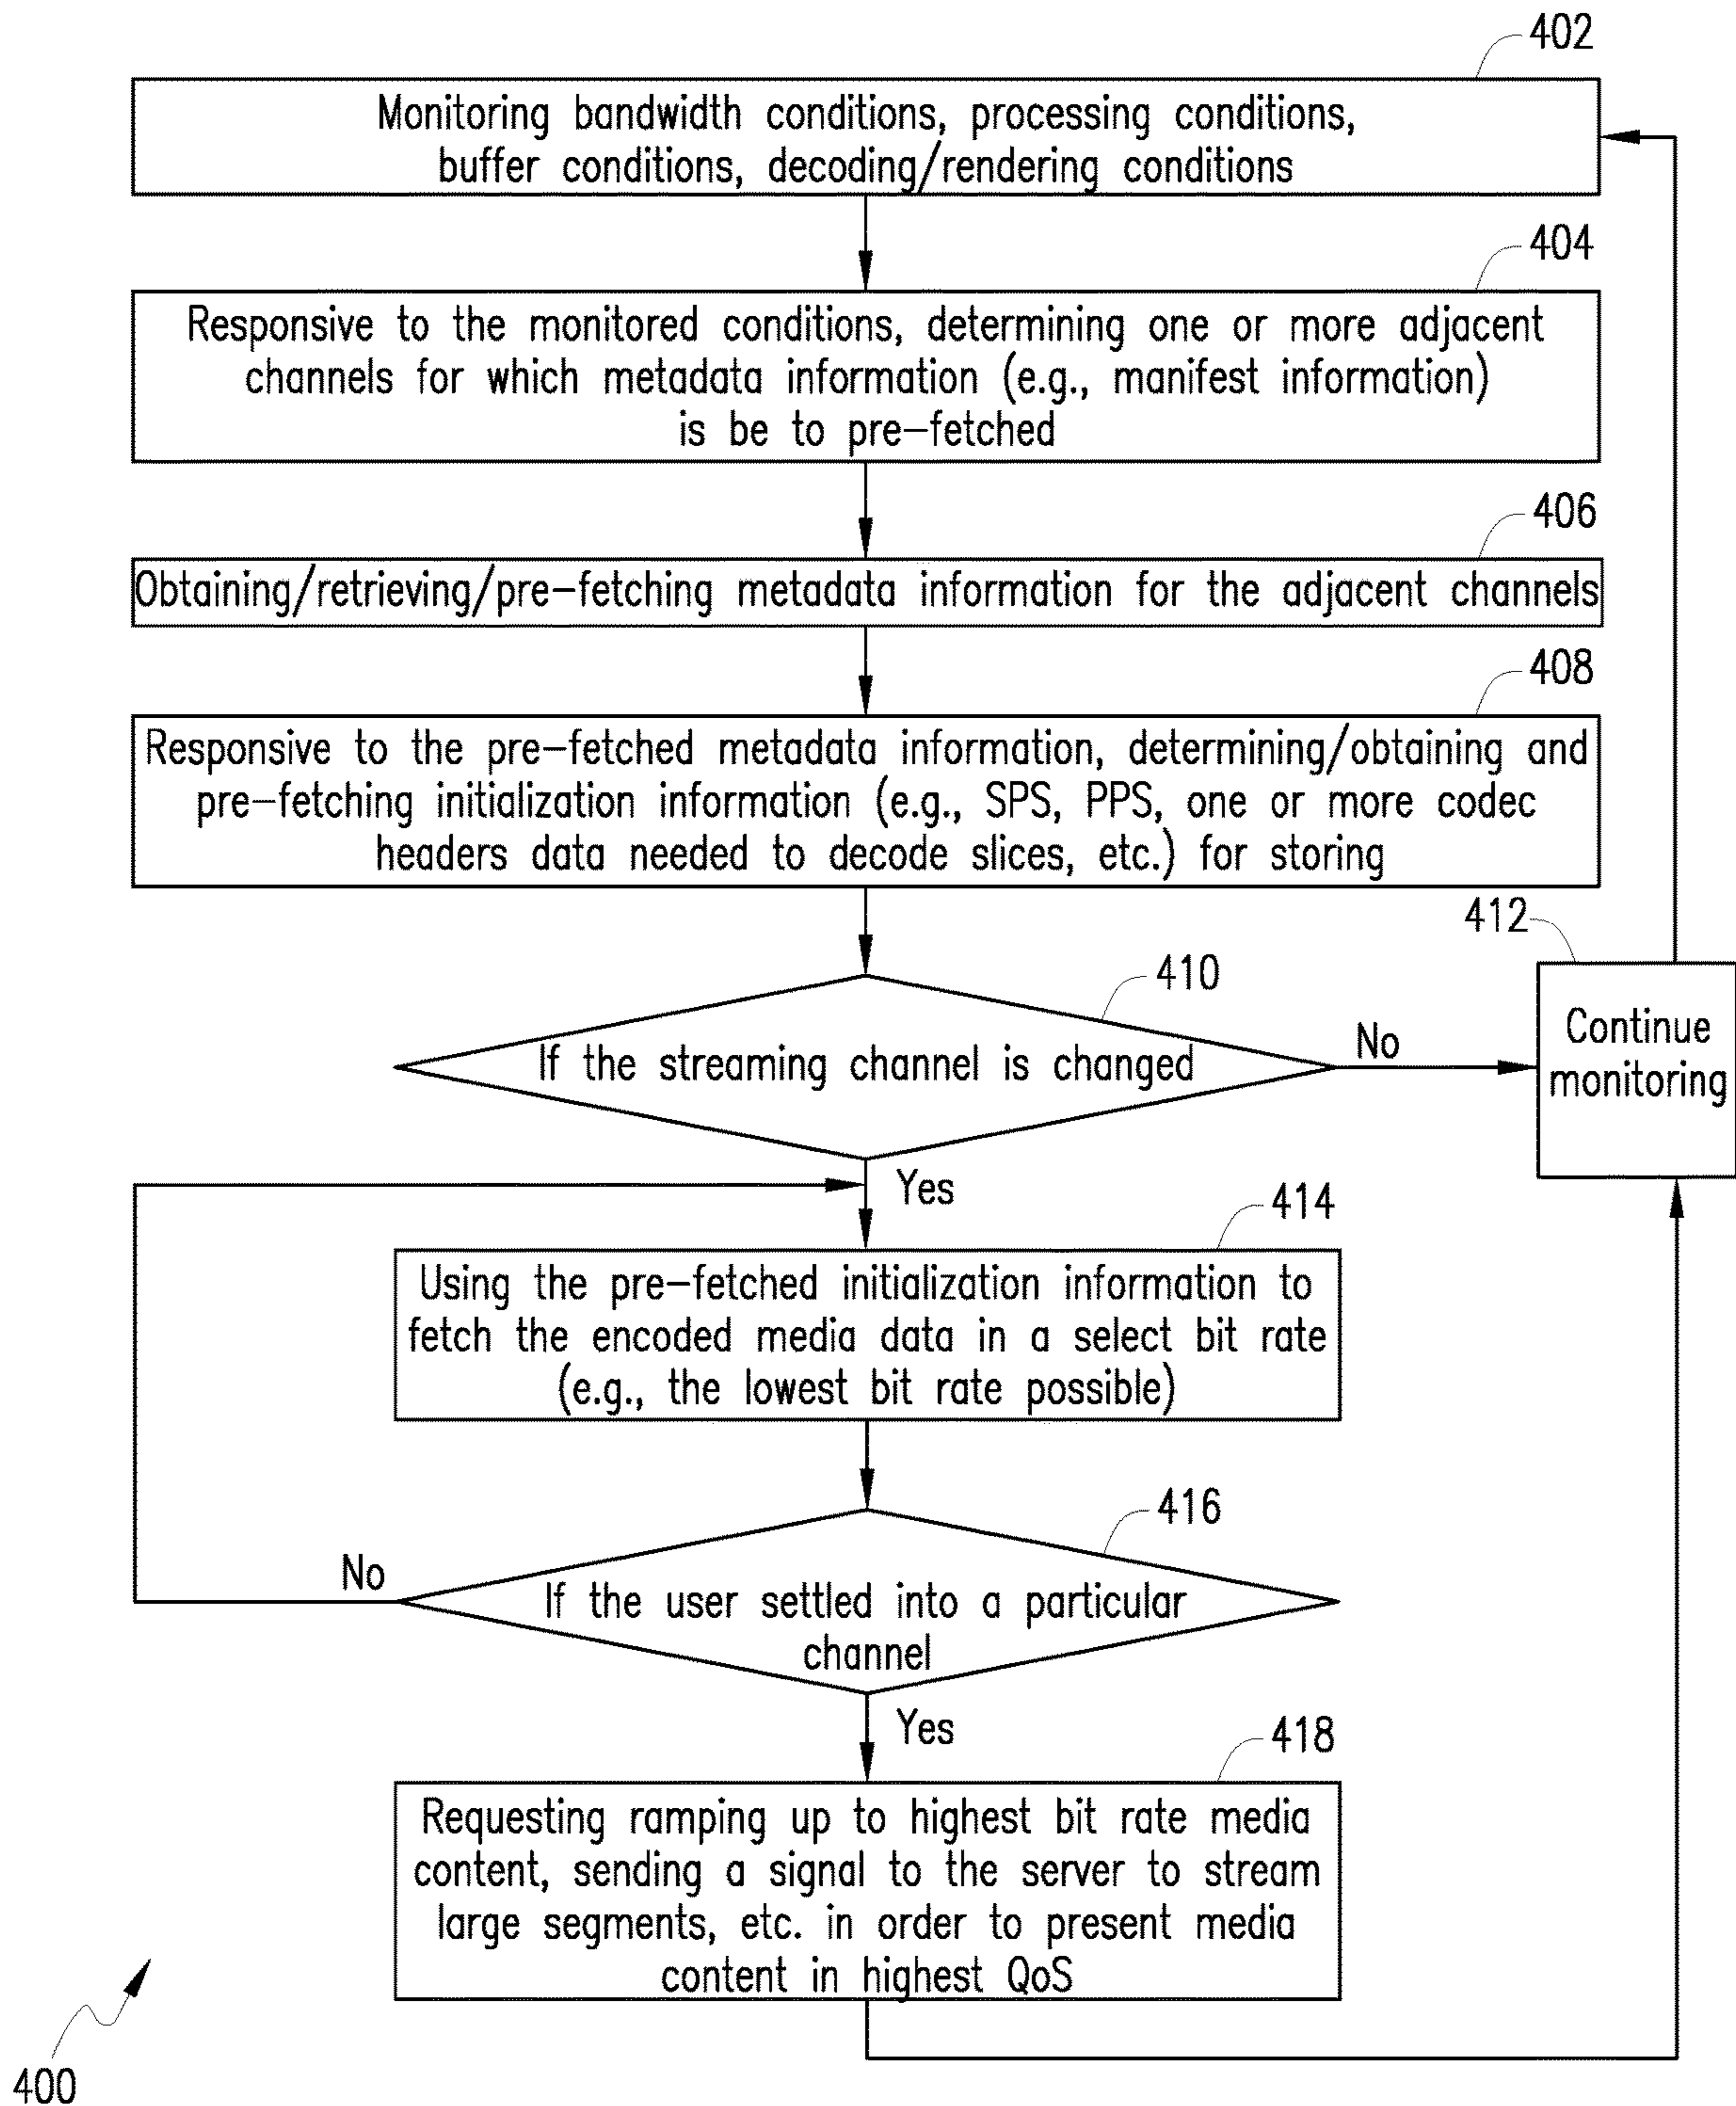 402
Monitoring bandwidth conditions, processing conditions,
buffer conditions, decoding/rendering conditions
404
Responsive to the monitored conditions, determining one or more adjacent
channels for which metadata information (e.g., manifest information)
is be to pre-fetched
406
Obtaining/retrieving/pre-fetching metadata information for the adjacent channels
408
Responsive to the pre-fetched metadata information, determining/obtaining and
pre-fetching initialization information (e.g., SPS, PPS, one or more codec
headers data needed to decode slices, etc.) for storing
410
If the streaming channel is changed
No
412
Continue
monitoring
Yes
414
Using the pre-fetched initialization information to
fetch the encoded media data in a select bit rate
(e.g., the lowest bit rate possible)
416
If the user settled into a particular
channel
No
Yes
418
Requesting ramping up to highest bit rate media
content, sending a signal to the server to stream
large segments, etc. in order to present media
content in highest QoS
400